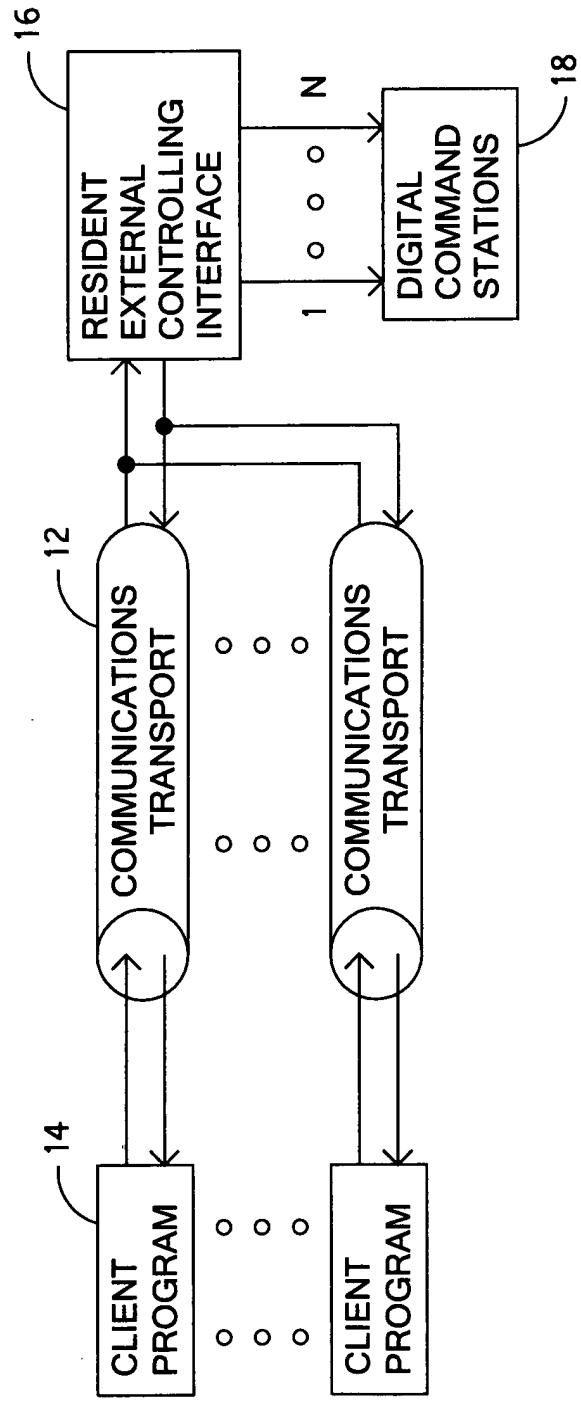 14
CLIENT
PROGRAM
CLIENT
PROGRAM
12
COMMUNICATIONS
TRANSPORT
COMMUNICATIONS
TRANSPORT
16
RESIDENT
EXTERNAL
CONTROLLING
INTERFACE
1
N
DIGITAL
COMMAND
STATIONS
18